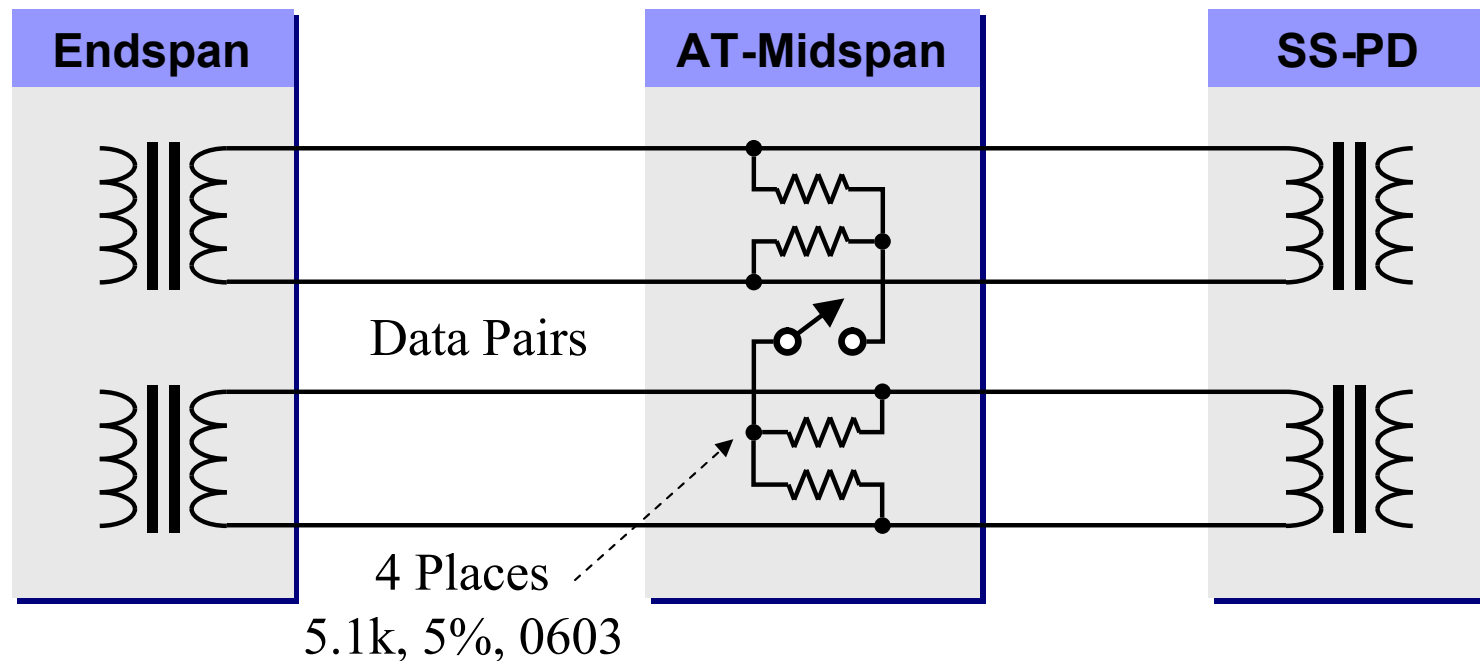 Endspan
AT-Midspan
SS-PD
Data Pairs
4 Places
5.1k, 5%, 0603